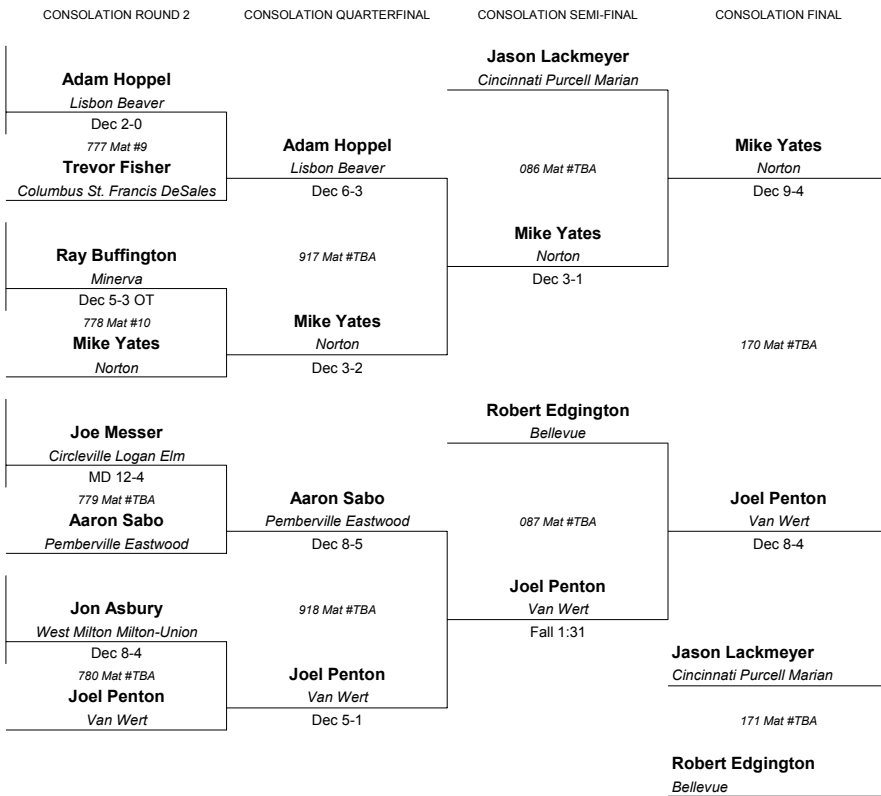 CONSOLATION ROUND 2
CONSOLATION QUARTERFINAL
CONSOLATION SEMI-FINAL
CONSOLATION FINAL
Adam Hoppel
Lisbon Beaver
Dec 2-0
777 Mat #9
Trevor Fisher
Columbus St. Francis DeSales
Ray Buffington
Minerva
Dec 5-3 OT
778 Mat #10
Mike Yates
Norton
Joe Messer
Circleville Logan Elm
MD 12-4
779 Mat #TBA
Aaron Sabo
Pemberville Eastwood
Jon Asbury
West Milton Milton-Union
Dec 8-4
780 Mat #TBA
Joel Penton
Van Wert
Adam Hoppel
Lisbon Beaver
Dec 6-3
917 Mat #TBA
Mike Yates
Norton
Dec 3-2
Aaron Sabo
Pemberville Eastwood
Dec 8-5
918 Mat #TBA
Joel Penton
Van Wert
Dec 5-1
Jason Lackmeyer
Cincinnati Purcell Marian
086 Mat #TBA
Mike Yates
Norton
Dec 3-1
Robert Edgington
Bellevue
087 Mat #TBA
Joel Penton
Van Wert
Fall 1:31
Mike Yates
Norton
Dec 9-4
170 Mat #TBA
Joel Penton
Van Wert
Dec 8-4
Jason Lackmeyer
Cincinnati Purcell Marian
171 Mat #TBA
Robert Edgington
Bellevue